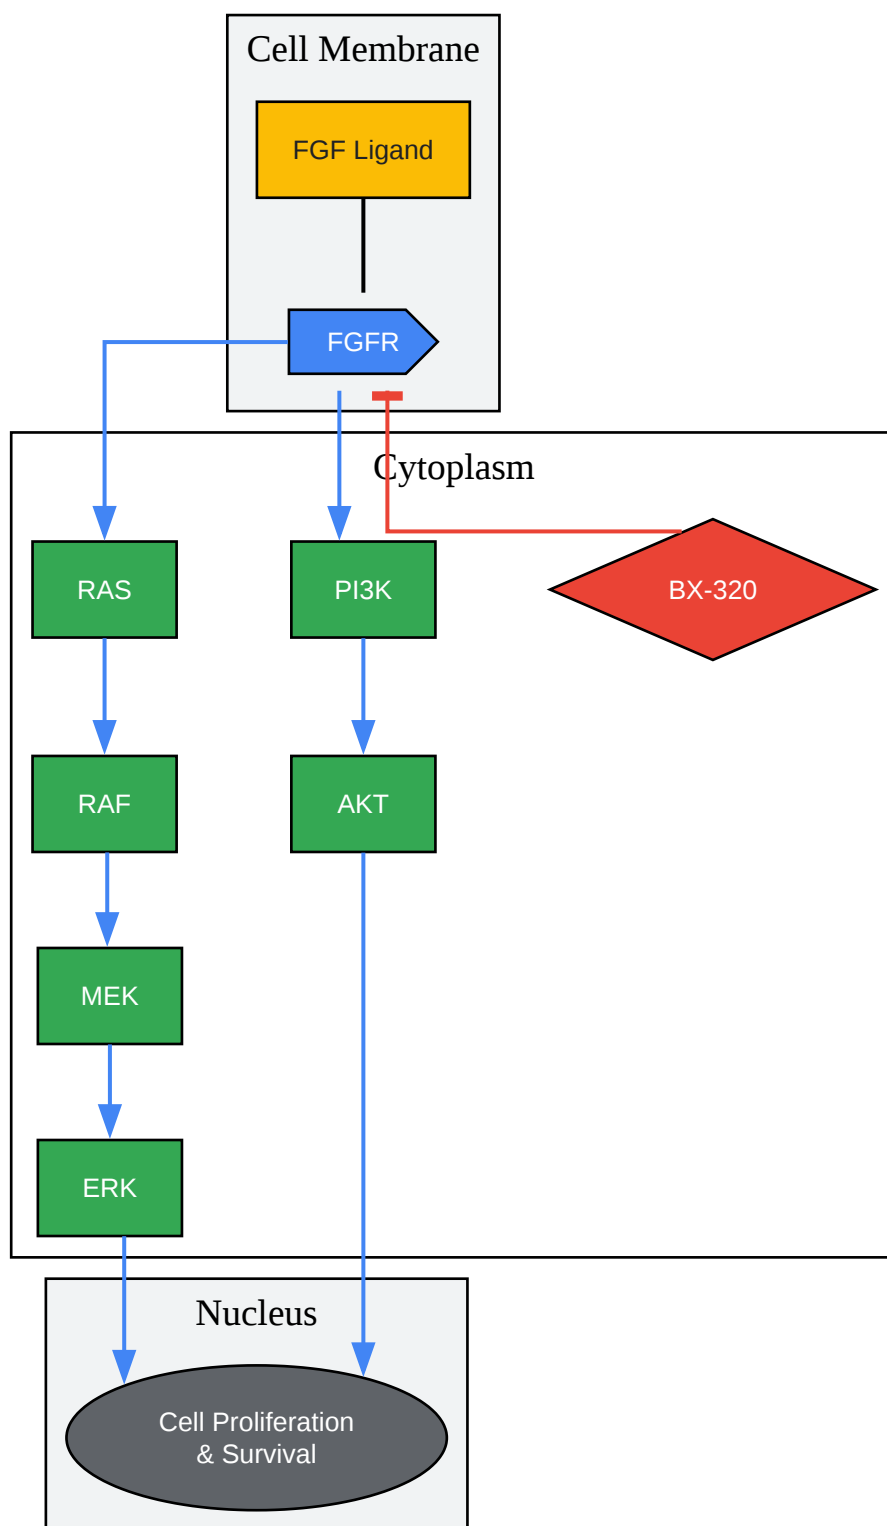 Cell Membrane
FGF Ligand
FGFR
Cytoplasm
RAS
PI3K
BX-320
RAF
AKT
MEK
ERK
Nucleus
Cell Proliferation
& Survival